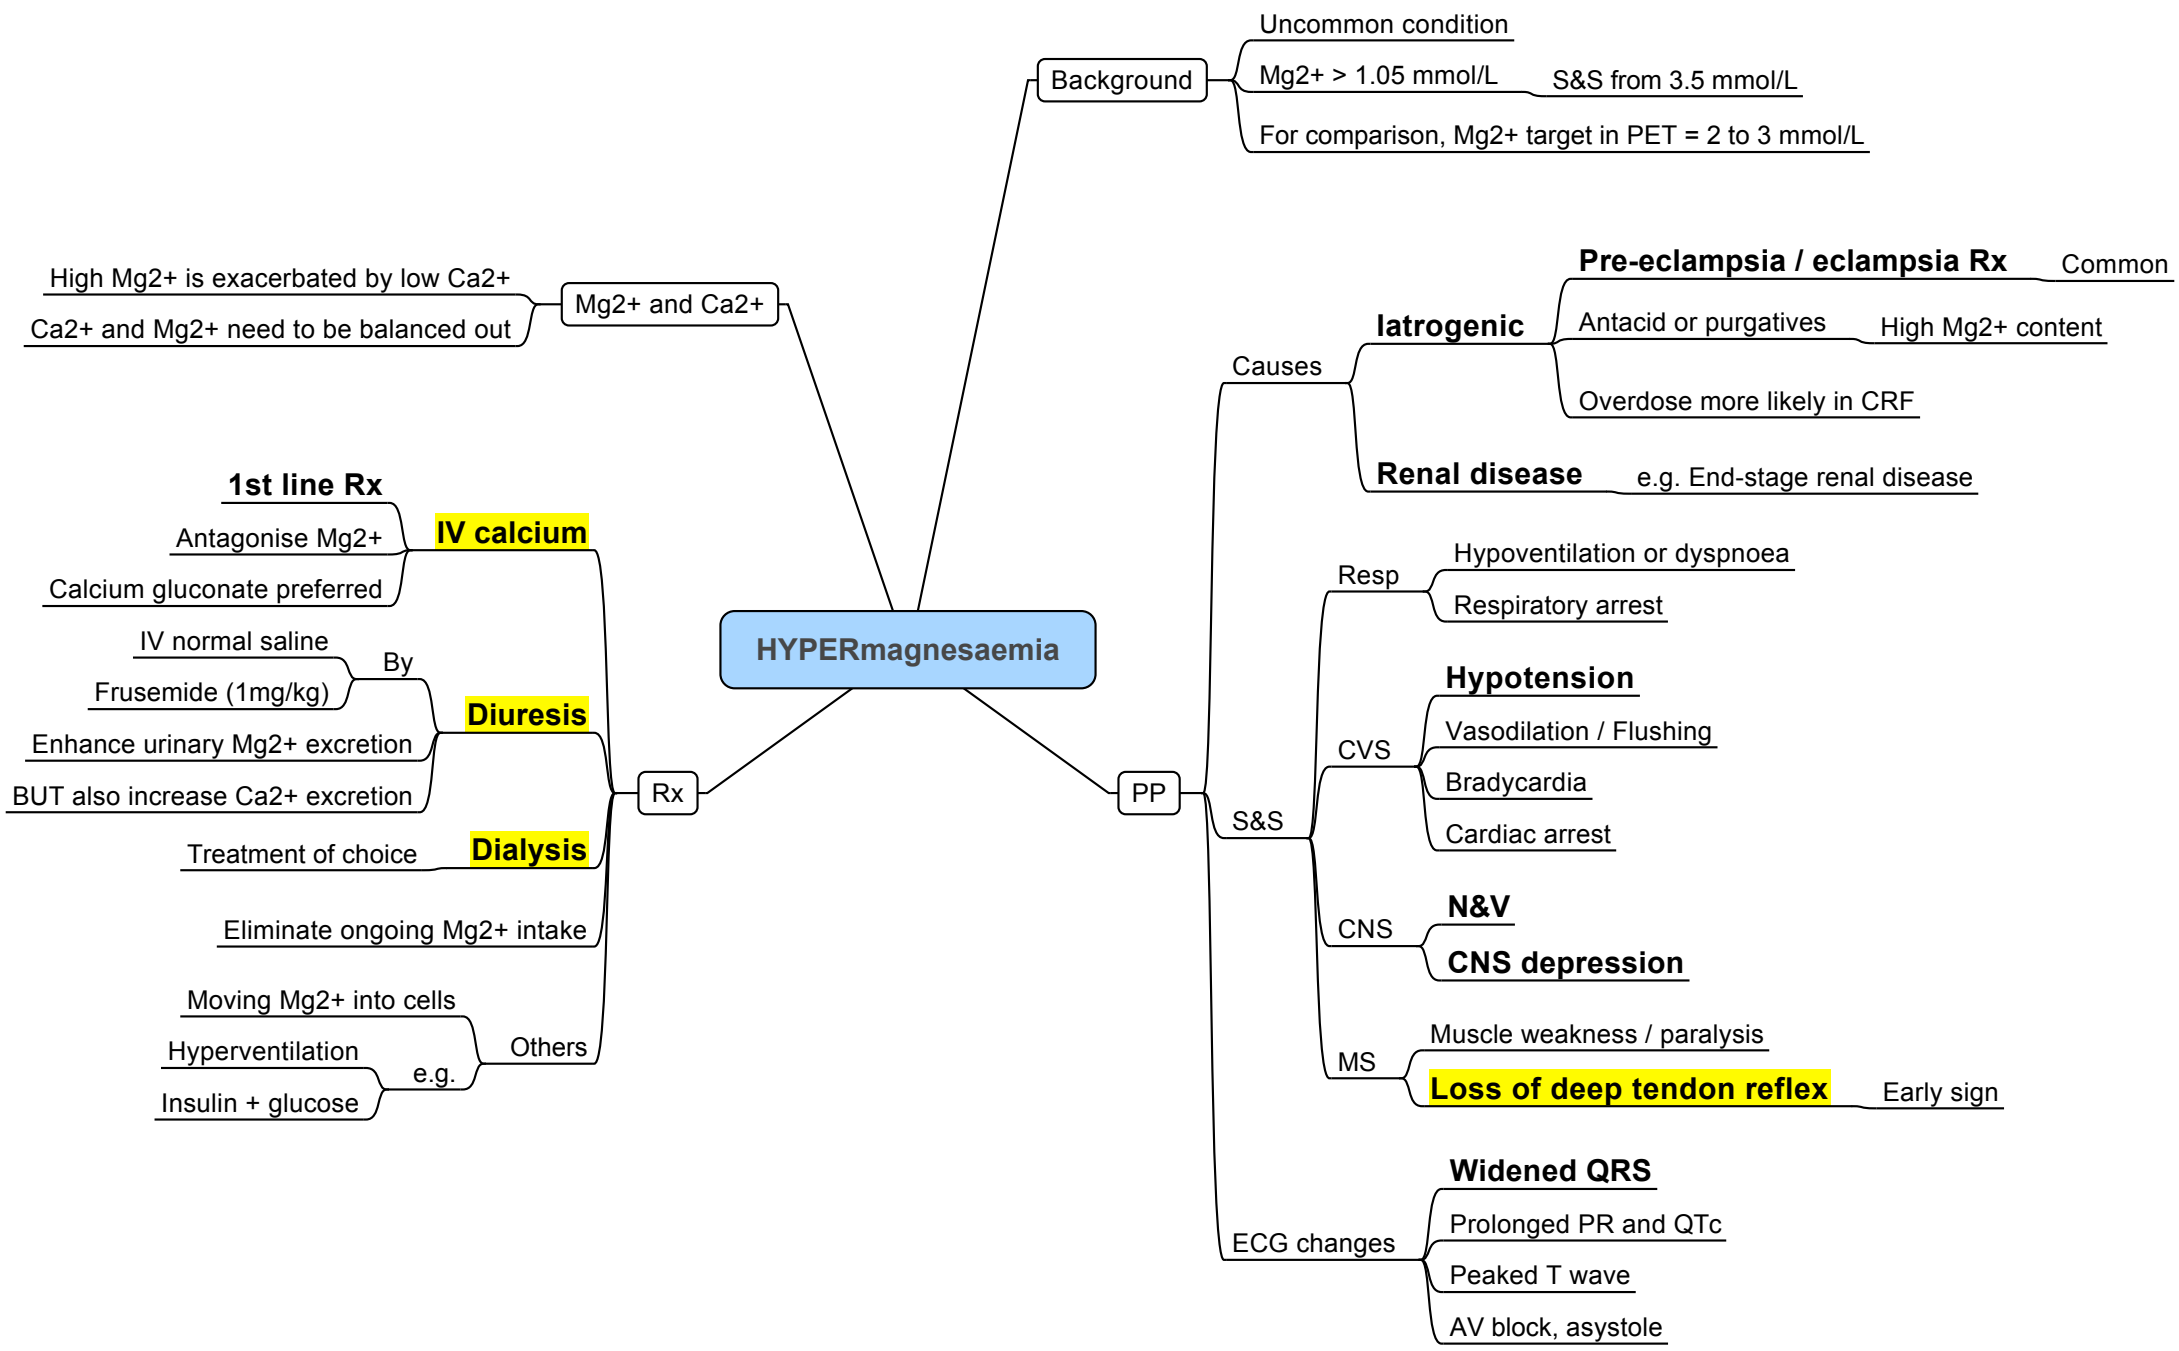 HYPERmagnesaemia
Background
Uncommon condition
Mg2+ > 1.05 mmol/L
S&S from 3.5 mmol/L
For comparison, Mg2+ target in PET = 2 to 3 mmol/L
PP
Causes
Iatrogenic
Pre-eclampsia / eclampsia Rx
Common
Antacid or purgatives
High Mg2+ content
Overdose more likely in CRF
Renal disease
e.g. End-stage renal disease
S&S
Resp
Hypoventilation or dyspnoea
Respiratory arrest
CVS
Hypotension
Vasodilation / Flushing
Bradycardia
Cardiac arrest
CNS
N&V
CNS depression
MS
Muscle weakness / paralysis
Loss of deep tendon reflex
Early sign
ECG changes
Widened QRS
Prolonged PR and QTc
Peaked T wave
AV block, asystole
Mg2+ and Ca2+
High Mg2+ is exacerbated by low Ca2+
Ca2+ and Mg2+ need to be balanced out
Rx
IV calcium
1st line Rx
Antagonise Mg2+
Calcium gluconate preferred
Diuresis
By
IV normal saline
Frusemide (1mg/kg)
Enhance urinary Mg2+ excretion
BUT also increase Ca2+ excretion
Dialysis
Treatment of choice
Eliminate ongoing Mg2+ intake
Others
Moving Mg2+ into cells
e.g.
Hyperventilation
Insulin + glucose